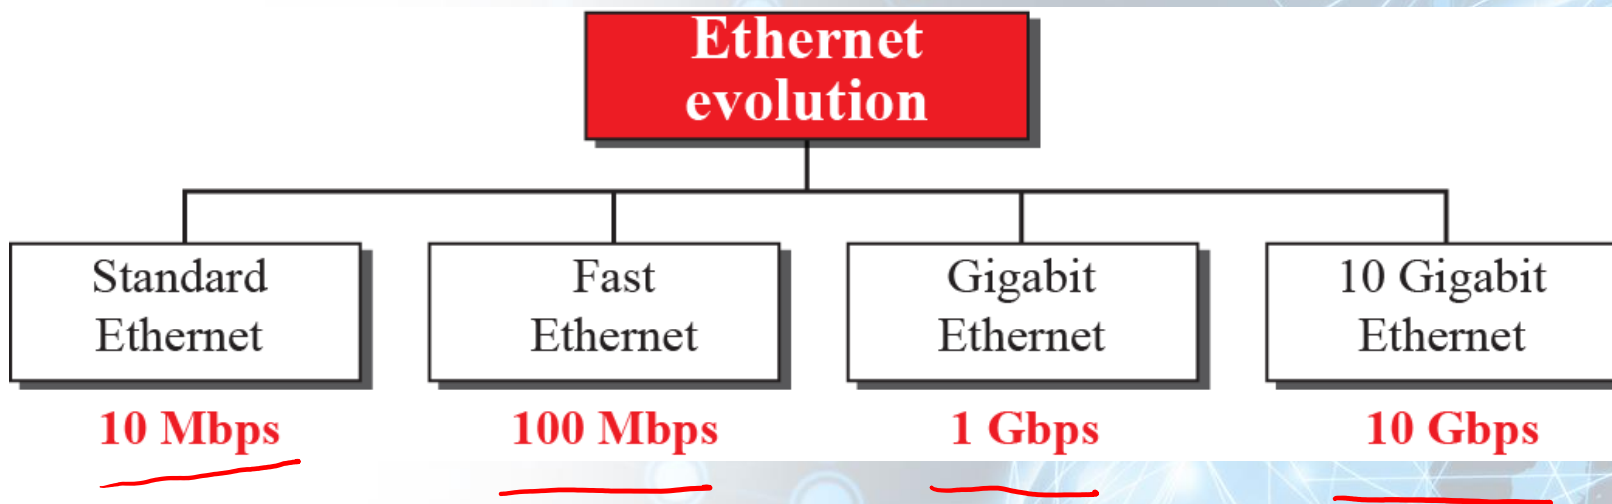 Ethernet
evolution
Standard
Ethernet
Fast
Ethernet
Gigabit
Ethernet
10 Gigabit
Ethernet
10 Mbps
100 Mbps
1 Gbps
10 Gbps